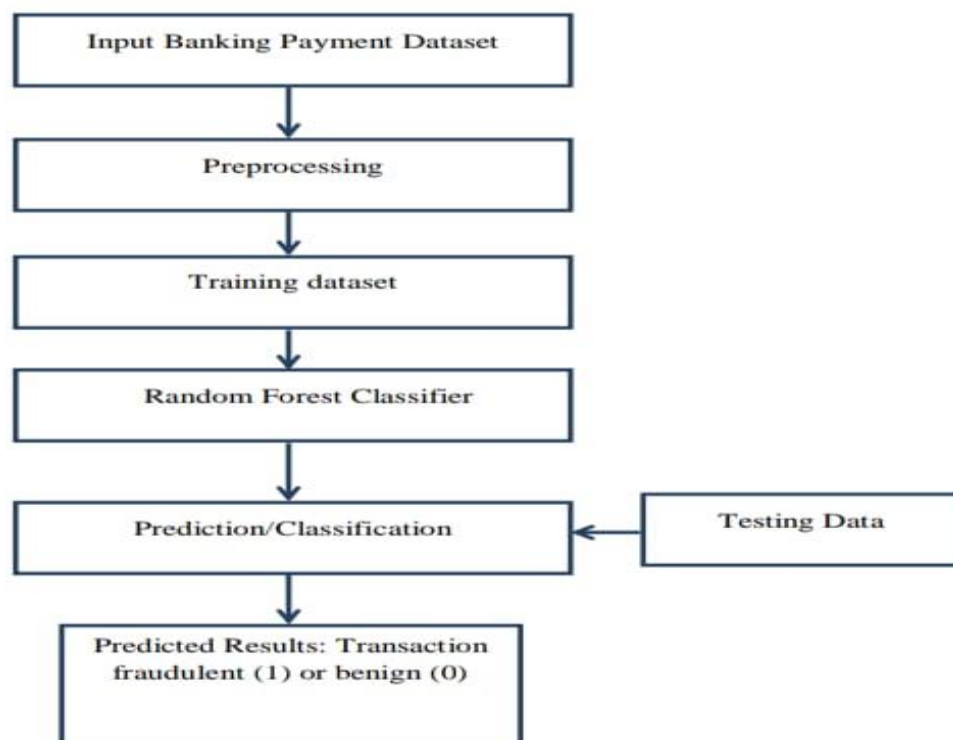 Input Banking Payment Dataset
Preprocessing
Training dataset
Random Forest Classifier
Prediction/Classification
Testing Data
Predicted Results: Transaction
fraudulent (1) or benign (0)